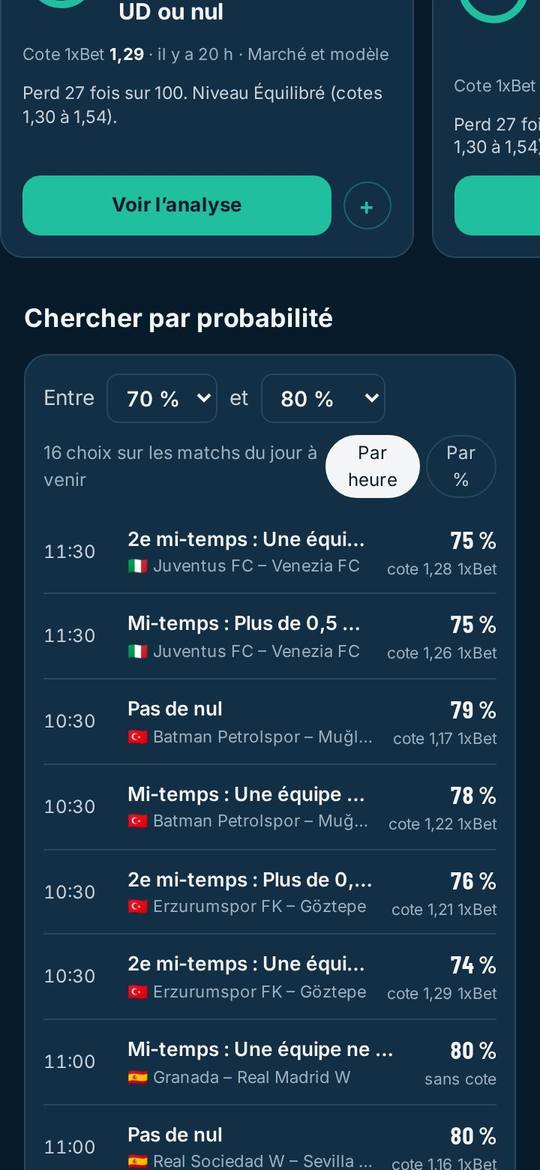 UD ou nul
Cote 1xBet 1,29 · il y a 20 h · Marché et modèle
Perd 27 fois sur 100. Niveau Équilibré (cotes
1,30 à 1,54).
Voir l’analyse
+
Cote 1xBet
Perd 27 foi
1,30 à 1,54)
Chercher par probabilité
Entre 70 % et 80 %
16 choix sur les matchs du jour à
venir
Par
heure
Par
%
11:30
2e mi-temps : Une équi...
75 %
Juventus FC – Venezia FC
cote 1,28 1xBet
11:30
Mi-temps : Plus de 0,5 ...
75 %
Juventus FC – Venezia FC
cote 1,26 1xBet
10:30
Pas de nul
79 %
Batman Petrolspor – Muğl...
cote 1,17 1xBet
10:30
Mi-temps : Une équipe ...
78 %
Batman Petrolspor – Muğ...
cote 1,22 1xBet
10:30
2e mi-temps : Plus de 0,...
76 %
Erzurumspor FK – Göztepe
cote 1,21 1xBet
10:30
2e mi-temps : Une équi...
74 %
Erzurumspor FK – Göztepe
cote 1,29 1xBet
11:00
Mi-temps : Une équipe ne ...
80 %
Granada – Real Madrid W
sans cote
11:00
Pas de nul
80 %
Real Sociedad W – Sevilla ...
cote 1,16 1xBet